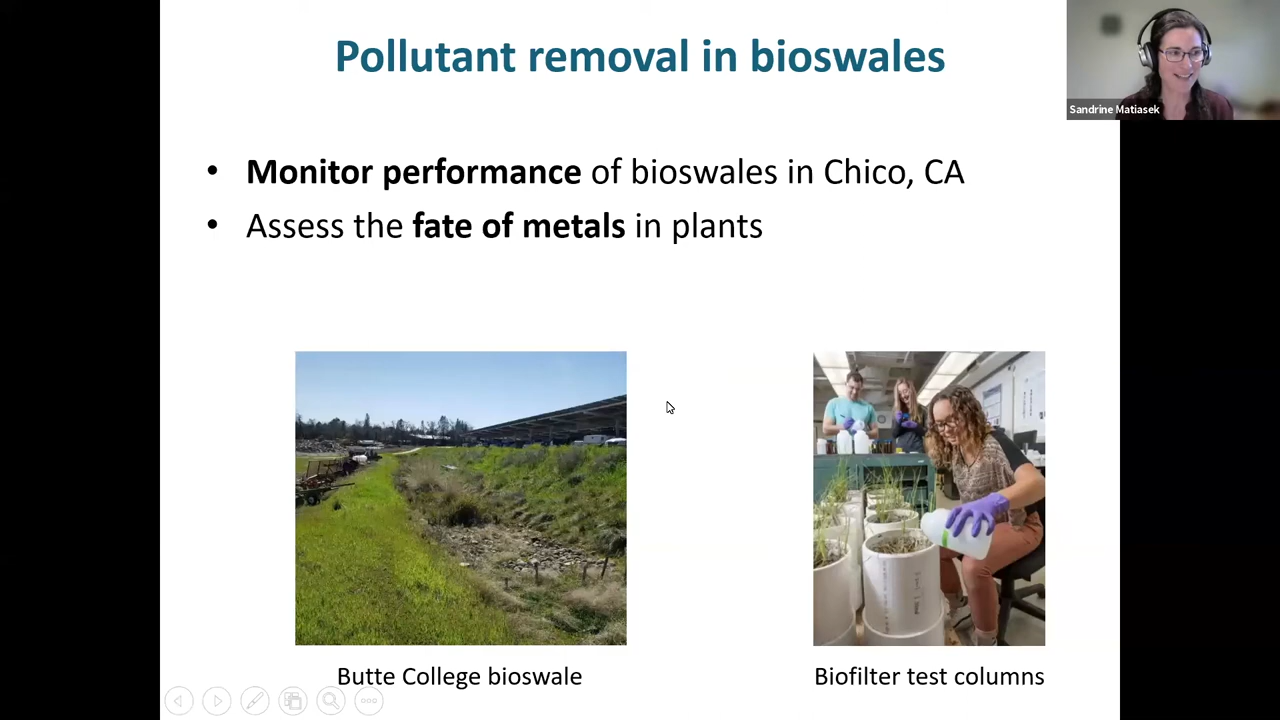 Pollutant removal in bioswales
Sandrine Matiasek
• Monitor performance of bioswales in Chico, CA
• Assess the fate of metals in plants
Butte College bioswale
Biofilter test columns